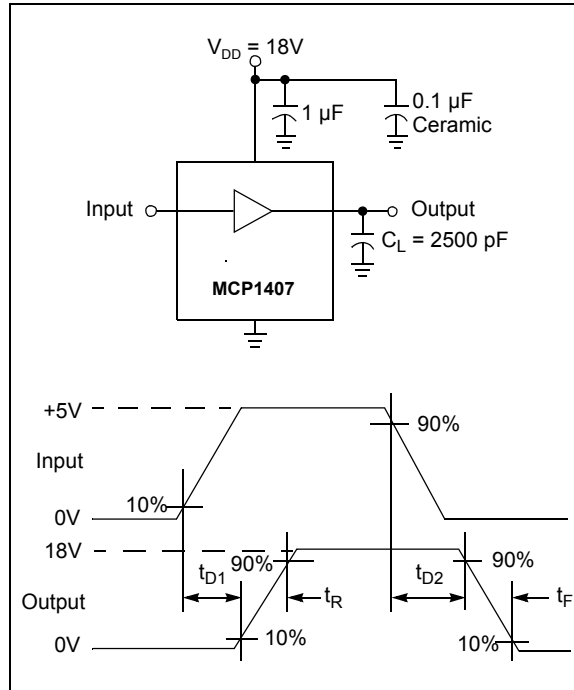 V_DD = 18V
1 µF
0.1 µF
Ceramic
Input
Output
C_L = 2500 pF
MCP1407
+5V
90%
Input
10%
0V
18V
90%
t_D1
t_R
t_D2
90%
t_F
Output
0V
10%
10%